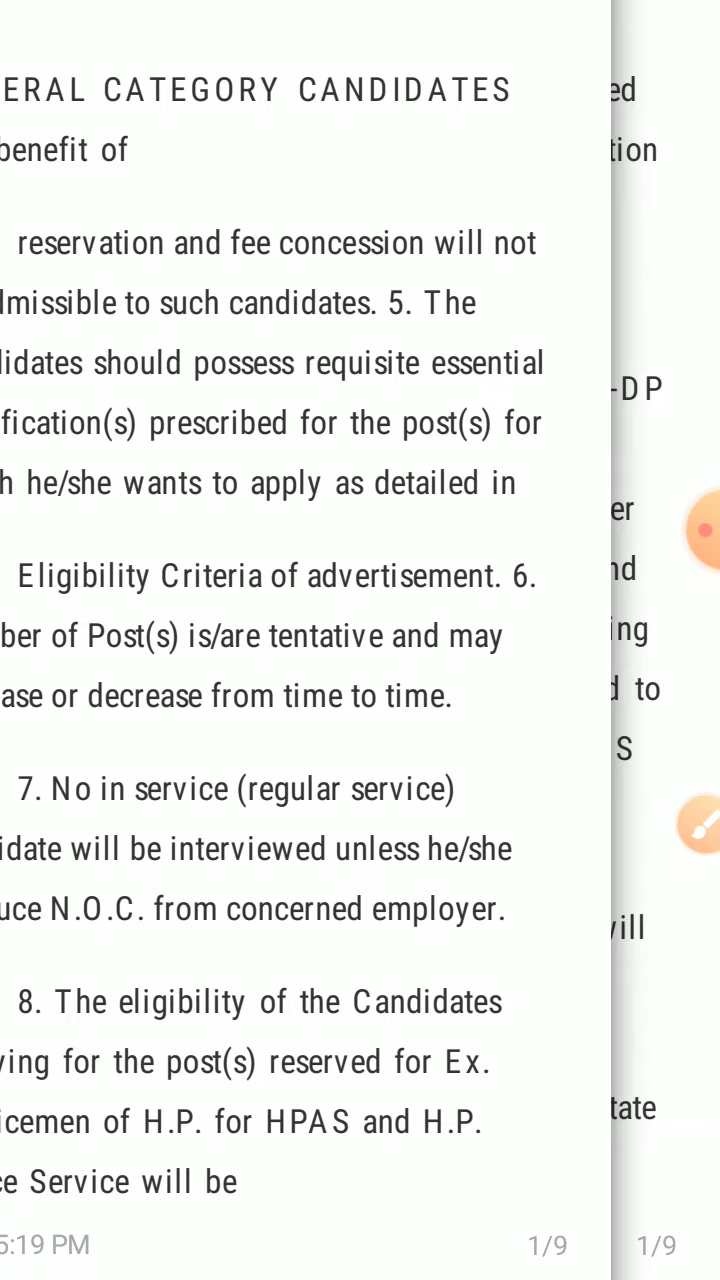 ERAL CATEGORY CANDIDATES
benefit of
reservation and fee concession will not
lmissible to such candidates. 5. The
lidates should possess requisite essential
fication(s) prescribed for the post(s) for
h he/she wants to apply as detailed in
Eligibility Criteria of advertisement. 6.
ber of Post(s) is/are tentative and may
ase or decrease from time to time.
7. No in service (regular service)
idate will be interviewed unless he/she
uce N.O.C. from concerned employer.
8. The eligibility of the Candidates
ying for the post(s) reserved for Ex.
icemen of H.P. for HPAS and H.P.
ce Service will be
5:19 PM
1/9
ed
tion
-DP
er
nd
ing
d to
S
will
tate
1/9